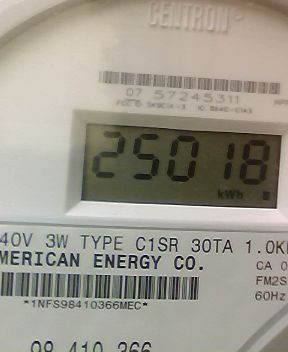 CENTRON
07 57245311
25018
kWh
40V 3W TYPE C1SR 30TA 1.0K
MERICAN ENERGY CO.
CA 0
FM2S
60Hz
*1NFS98410366MEC*
98 410 366